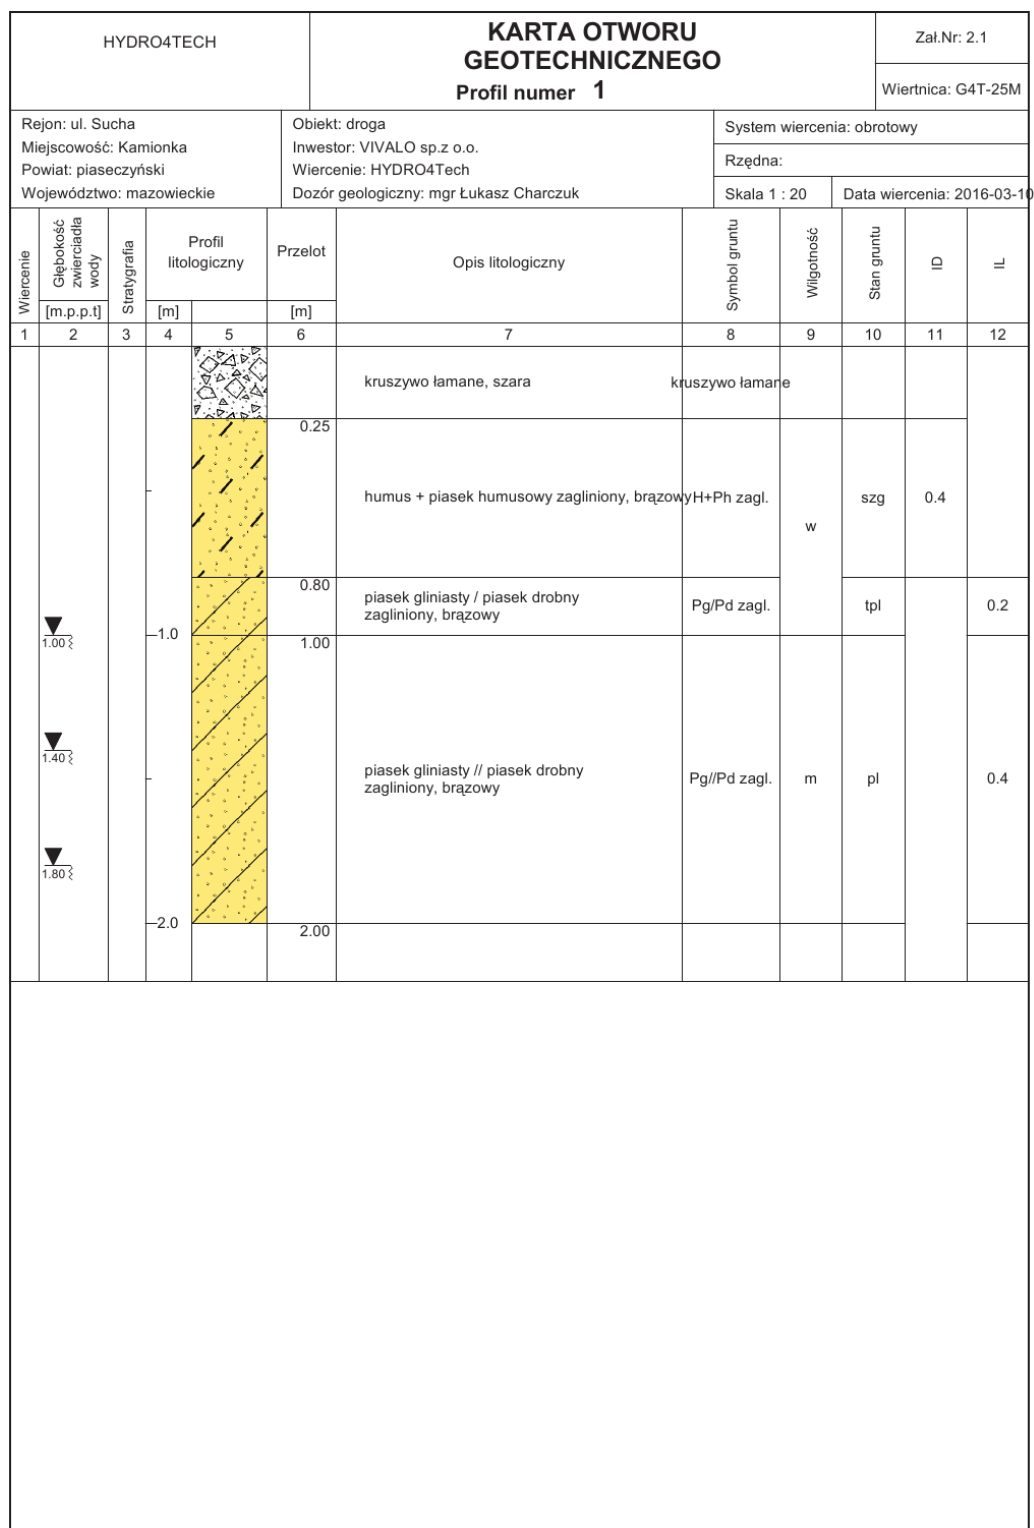 HYDRO4TECH
KARTA OTWORU
GEOTECHNICZNEGO
Profil numer 1
Zał.Nr: 2.1
Wiertnica: G4T-25M
Rejon: ul. Sucha
Miejscowość: Kamionka
Powiat: piaseczyński
Województwo: mazowieckie
Obiekt: droga
Inwestor: VIVALO sp.z o.o.
Wiercenie: HYDRO4Tech
Dozór geologiczny: mgr Łukasz Charczuk
System wiercenia: obrotowy
Rzędna:
Skala 1 : 20
Data wiercenia: 2016-03-10
Wiercenie
Głębokość
zwierciadła
wody
[m.p.p.t]
Stratygrafia
Profil
litologiczny
[m]
Przelot
[m]
Opis litologiczny
Symbol gruntu
Wilgotność
Stan gruntu
ID
IL
1 2 3 4 5 6 7 8 9 10 11 12
kruszywo łamane, szara kruszywo łamane
0.25
humus + piasek humusowy zagliniony, brązowy H+Ph zagl. szg 0.4
w
0.80
piasek gliniasty / piasek drobny
zagliniony, brązowy
Pg/Pd zagl. tpl 0.2
1.00
1.0
1.00
1.40
piasek gliniasty // piasek drobny
zagliniony, brązowy
Pg//Pd zagl. m pl 0.4
1.80
2.0
2.00